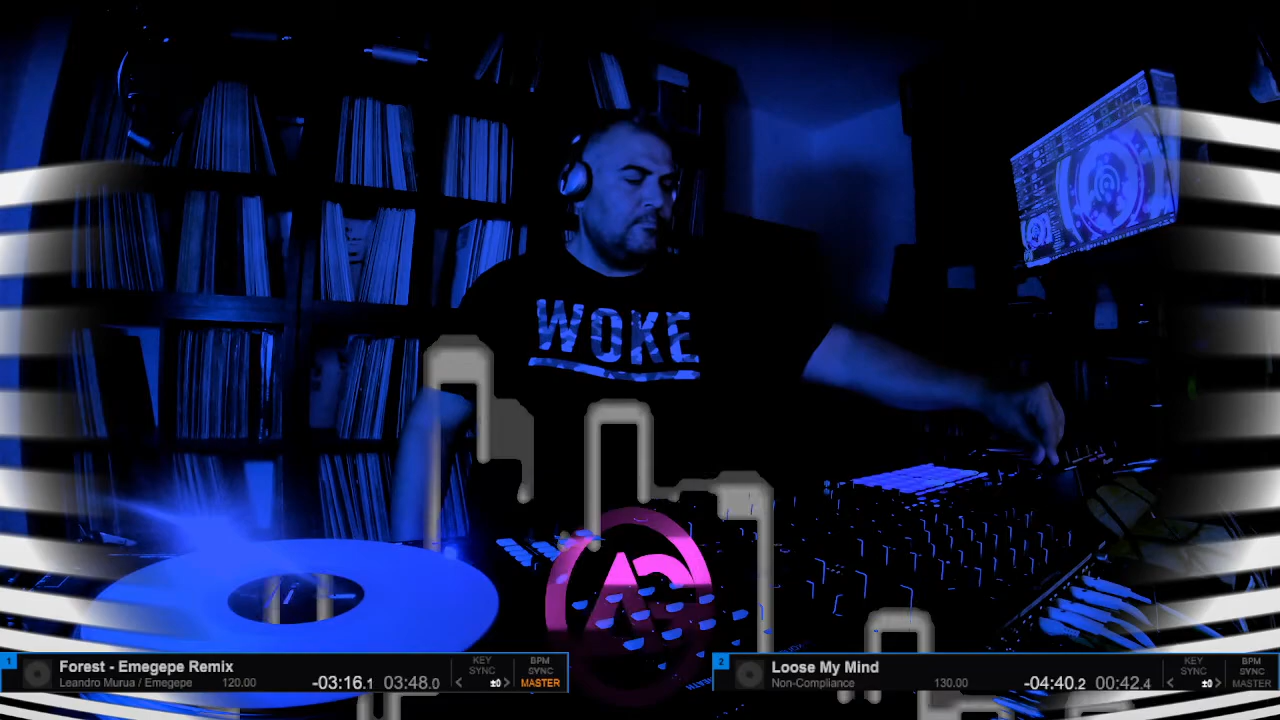 WOKE
1
Forest - Emegepe Remix
Leandro Murua / Emegepe 120.00
-03:16.1 03:48.0
KEY
SYNC
< ±0 >
BPM
SYNC
MASTER
2
Loose My Mind
Non-Compliance 130.00
-04:40.2 00:42.4
KEY
SYNC
< ±0 >
BPM
SYNC
MASTER